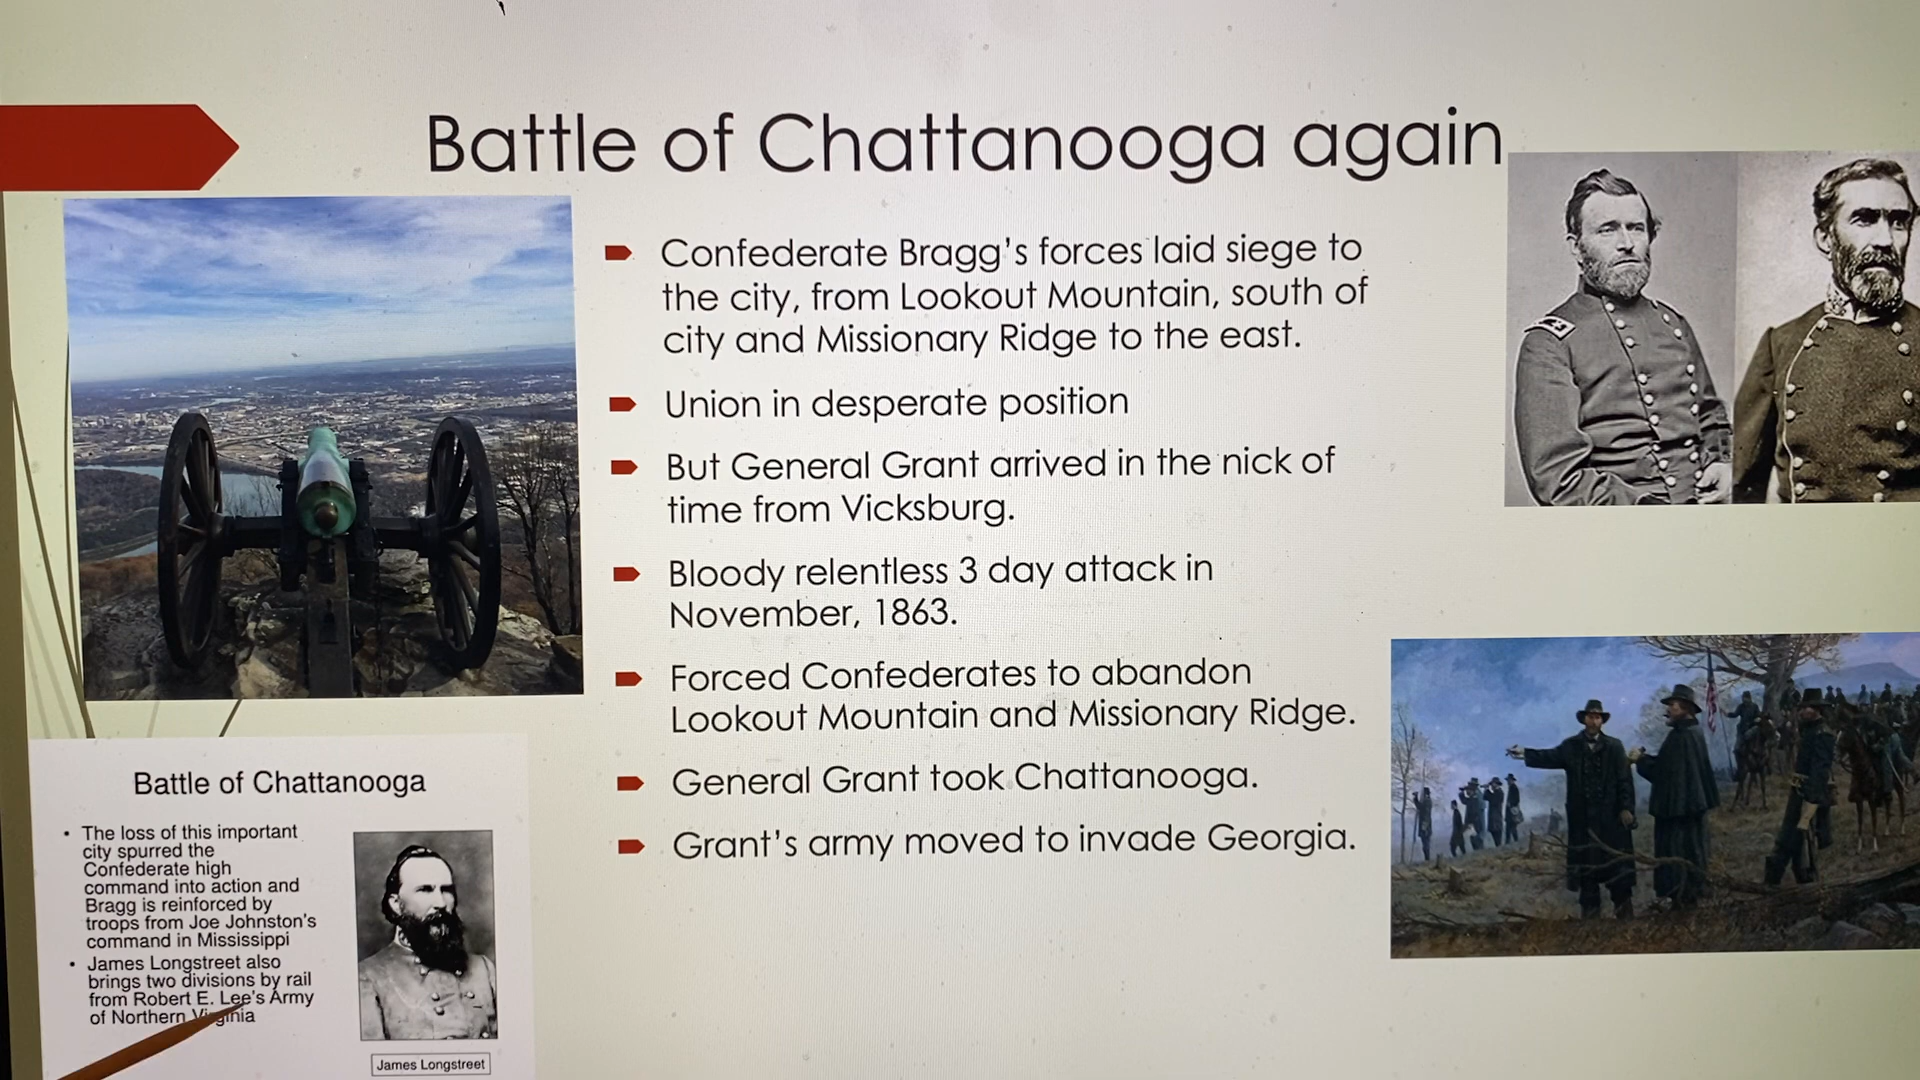 Battle of Chattanooga again
Confederate Bragg's forces laid siege to
the city, from Lookout Mountain, south of
city and Missionary Ridge to the east.
Union in desperate position
But General Grant arrived in the nick of
time from Vicksburg.
Bloody relentless 3 day attack in
November, 1863.
Forced Confederates to abandon
Lookout Mountain and Missionary Ridge.
General Grant took Chattanooga.
Grant's army moved to invade Georgia.
Battle of Chattanooga
• The loss of this important
city spurred the
Confederate high
command into action and
Bragg is reinforced by
troops from Joe Johnston's
command in Mississippi
• James Longstreet also
brings two divisions by rail
from Robert E. Lee's Army
of Northern Virginia
James Longstreet